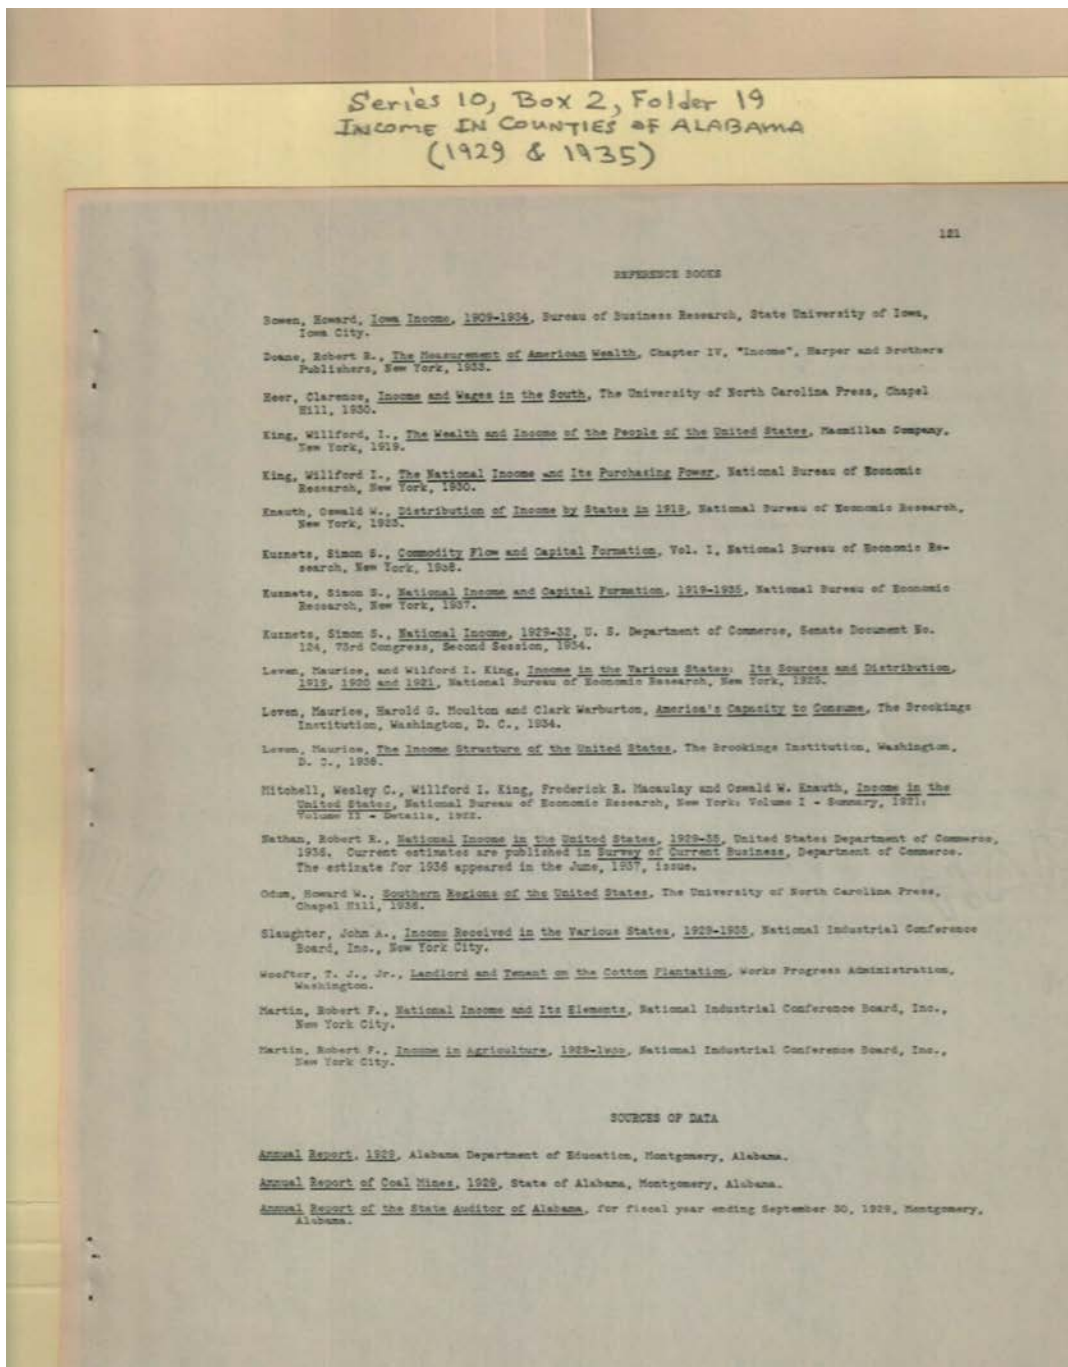 Series 10, Box 2, Folder 19
INCOME IN COUNTIES OF ALABAMA
(1929 & 1935)
121
REFERENCE BOOKS
Bowen, Howard, Iowa Income, 1909-1934, Bureau of Business Research, State University of Iowa,
Iowa City.
Doane, Robert R., The Measurement of American Wealth, Chapter IV, "Income", Harper and Brothers
Publishers, New York, 1933.
Heer, Clarence, Income and Wages in the South, The University of North Carolina Press, Chapel
Hill, 1930.
King, Willford, I., The Wealth and Income of the People of the United States, Macmillan Company,
New York, 1919.
King, Willford I., The National Income and Its Purchasing Power, National Bureau of Economic
Research, New York, 1930.
Knauth, Oswald W., Distribution of Income by States in 1919, National Bureau of Economic Research,
New York,
Kuznets, Simon S., Commodity Flow and Capital Formation, Vol. I, National Bureau of Economic Re-
search, New York, 1938.
Kuznets, Simon S., National Income and Capital Formation, 1919-1935, National Bureau of Economic
Research, New York, 1937.
Kuznets, Simon S., National Income, 1929-32, U. S. Department of Commerce, Senate Document No.
124, 73rd Congress, Second Session, 1934.
Leven, Maurice, and Wilford I. King, Income in the Various States: Its Sources and Distribution,
1919, 1920 and 1921, National Bureau of Economic Research, New York, 1925.
Leven, Maurice, Harold G. Moulton and Clark Warburton, America's Capacity to Consume, The Brookings
Institution, Washington, D. C., 1934.
Leven, Maurice, The Income Structure of the United States, The Brookings Institution, Washington,
D. C., 1938.
Mitchell, Wesley C., Willford I. King, Frederick R. Macaulay and Oswald W. Knauth, Income in the
United States, National Bureau of Economic Research, New York: Volume I - Summary, 1921;
Volume II - Details, 1922.
Nathan, Robert R., National Income in the United States, 1929-35, United States Department of Commerce,
1936. Current estimates are published in Survey of Current Business, Department of Commerce.
The estimate for 1936 appeared in the June, 1937, issue.
Odum, Howard W., Southern Regions of the United States, The University of North Carolina Press,
Chapel Hill, 1936.
Slaughter, John A., Income Received in the Various States, 1929-1935, National Industrial Conference
Board, Inc., New York City.
Woofter, T. J., Jr., Landlord and Tenant on the Cotton Plantation, Works Progress Administration,
Washington.
Martin, Robert F., National Income and Its Elements, National Industrial Conference Board, Inc.,
New York City.
Martin, Robert F., Income in Agriculture, 1929-1935, National Industrial Conference Board, Inc.,
New York City.
SOURCES OF DATA
Annual Report, 1929, Alabama Department of Education, Montgomery, Alabama.
Annual Report of Coal Mines, 1929, State of Alabama, Montgomery, Alabama.
Annual Report of the State Auditor of Alabama, for fiscal year ending September 30, 1929, Montgomery,
Alabama.